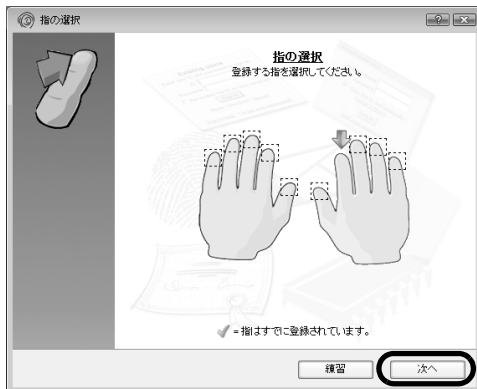 指の選択
指の選択
登録する指を選択してください。
= 指はすでに登録されています。
練習
次へ